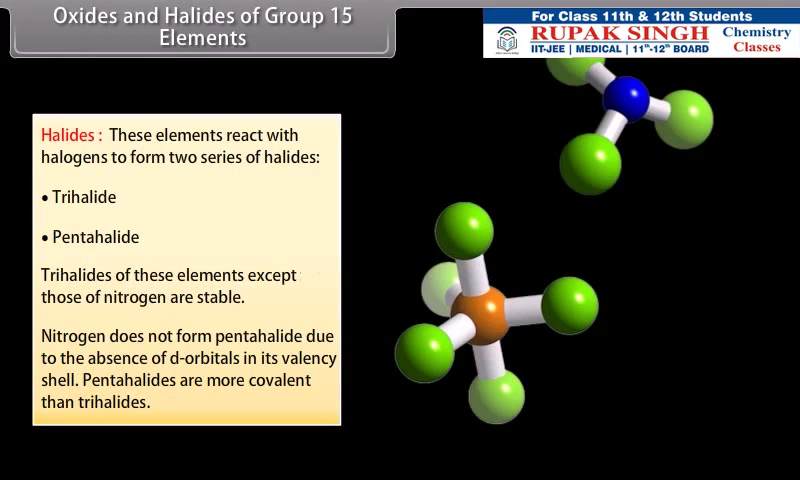 Oxides and Halides of Group 15
Elements
For Class 11th & 12th Students
RUPAK SINGH
IIT-JEE | MEDICAL | 11th-12th BOARD
Chemistry
Classes
Halides : These elements react with
halogens to form two series of halides:
• Trihalide
• Pentahalide
Trihalides of these elements except
those of nitrogen are stable.
Nitrogen does not form pentahalide due
to the absence of d-orbitals in its valency
shell. Pentahalides are more covalent
than trihalides.